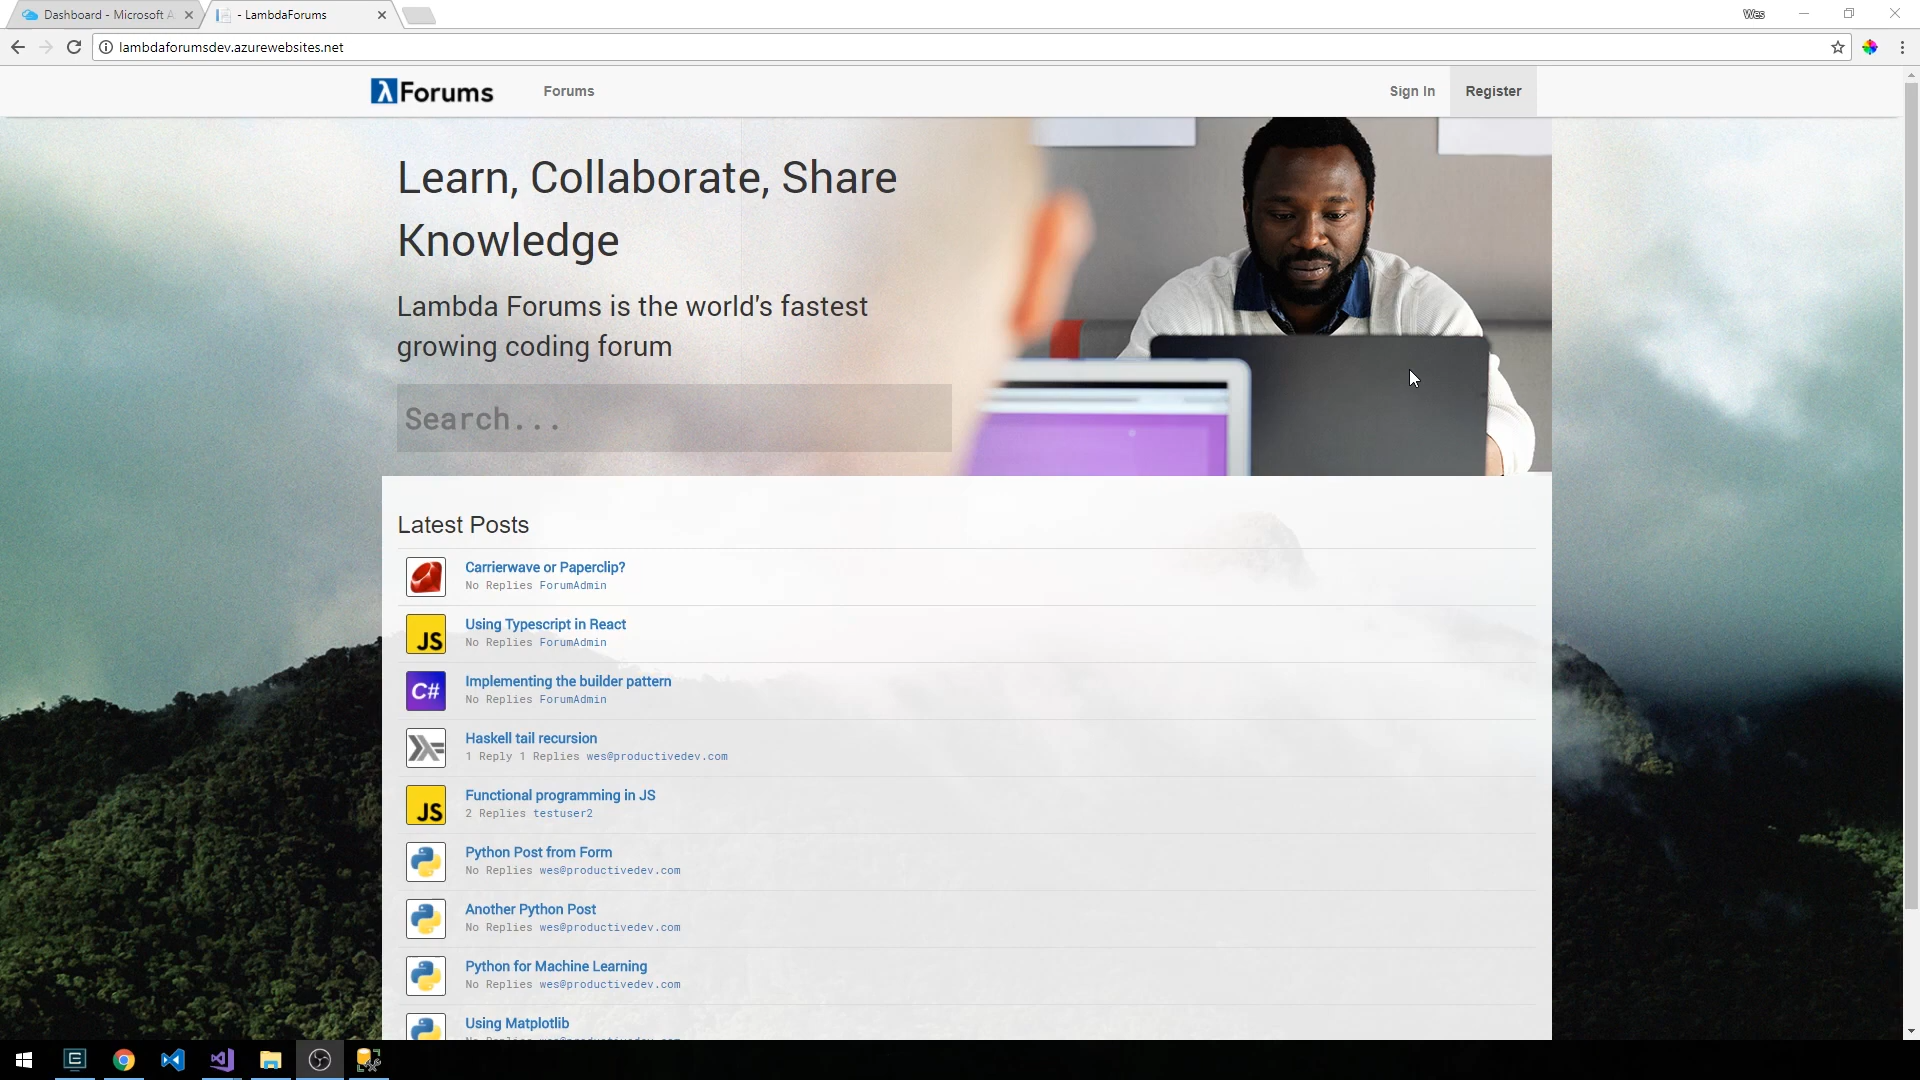 Dashboard - Microsoft A
- LambdaForums
Wes
lambdaforumsdev.azurewebsites.net
λForums
Forums
Sign In
Register
Learn, Collaborate, Share
Knowledge
Lambda Forums is the world's fastest
growing coding forum
Search...
Latest Posts
Carrierwave or Paperclip?
No Replies ForumAdmin
JS
Using Typescript in React
No Replies ForumAdmin
C#
Implementing the builder pattern
No Replies ForumAdmin
Haskell tail recursion
1 Reply 1 Replies wes@productivedev.com
JS
Functional programming in JS
2 Replies testuser2
Python Post from Form
No Replies wes@productivedev.com
Another Python Post
No Replies wes@productivedev.com
Python for Machine Learning
No Replies wes@productivedev.com
Using Matplotlib